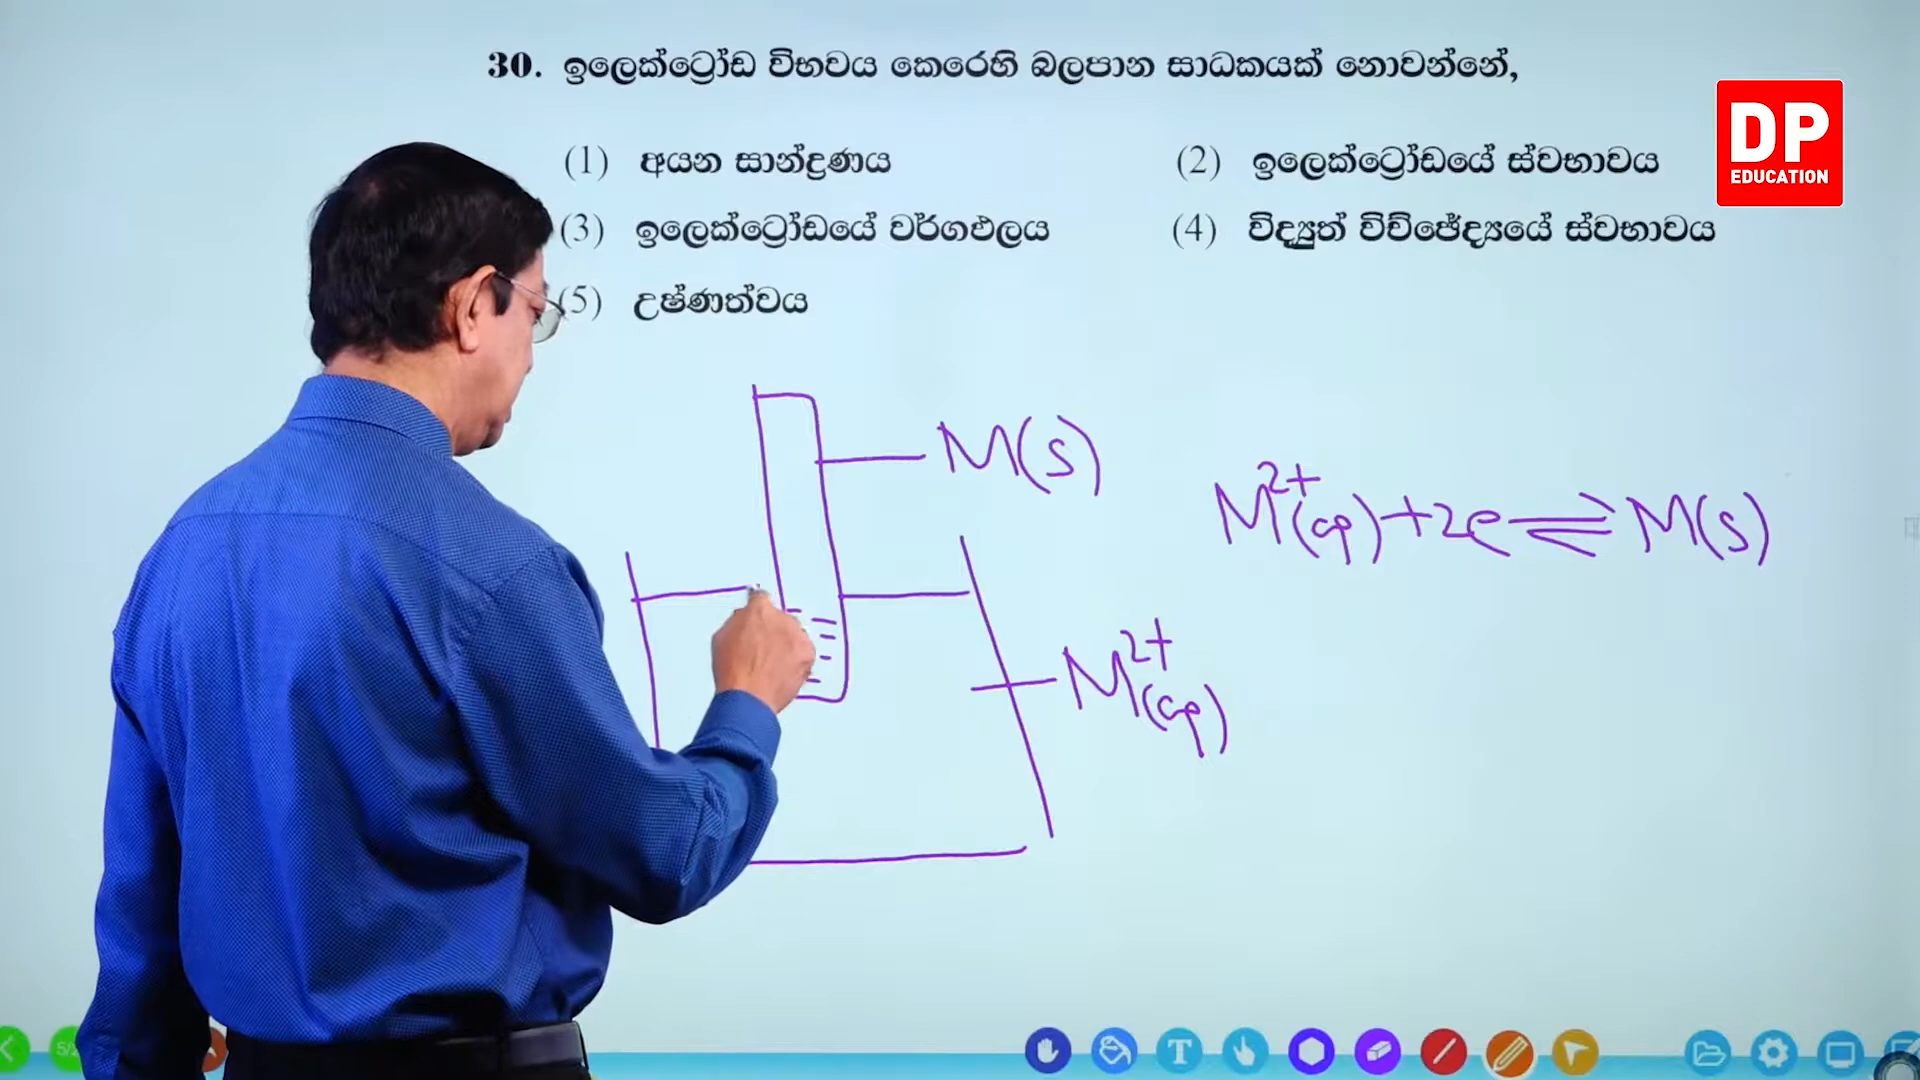 30. ඉලෙක්ට්‍රෝඩ විභවය කෙරෙහි බලපාන සාධකයක් නොවන්නේ,
(1) අයන සාන්ද්‍රණය (2) ඉලෙක්ට්‍රෝඩයේ ස්වභාවය
(3) ඉලෙක්ට්‍රෝඩයේ වර්ගඵලය (4) විද්‍යුත් විච්ඡේද්‍යයේ ස්වභාවය
(5) උෂ්ණත්වය
DP
EDUCATION
M(s)
M²⁺(aq) + 2e ⇌ M(s)
M²⁺(aq)
T